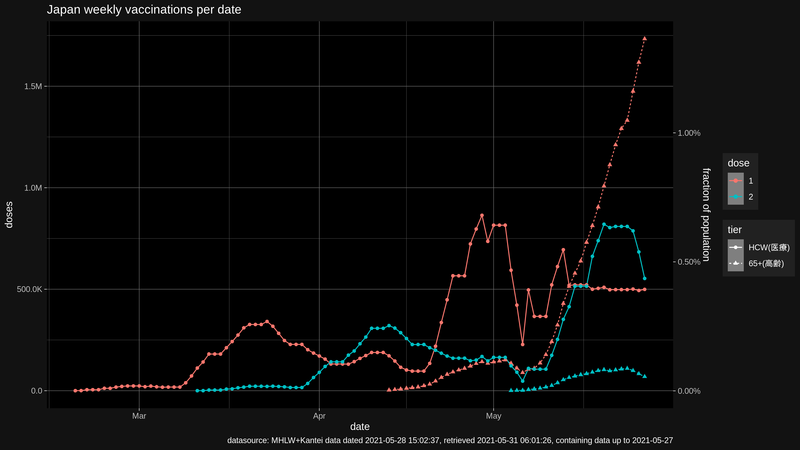 Japan weekly vaccinations per date
1.5M
1.0M
500.0K
0.0
doses
1.00%
0.50%
0.00%
fraction of population
Mar
Apr
May
date
dose
1
2
tier
HCW(医療)
65+(高齢)
datasource: MHLW+Kantei data dated 2021-05-28 15:02:37, retrieved 2021-05-31 06:01:26, containing data up to 2021-05-27